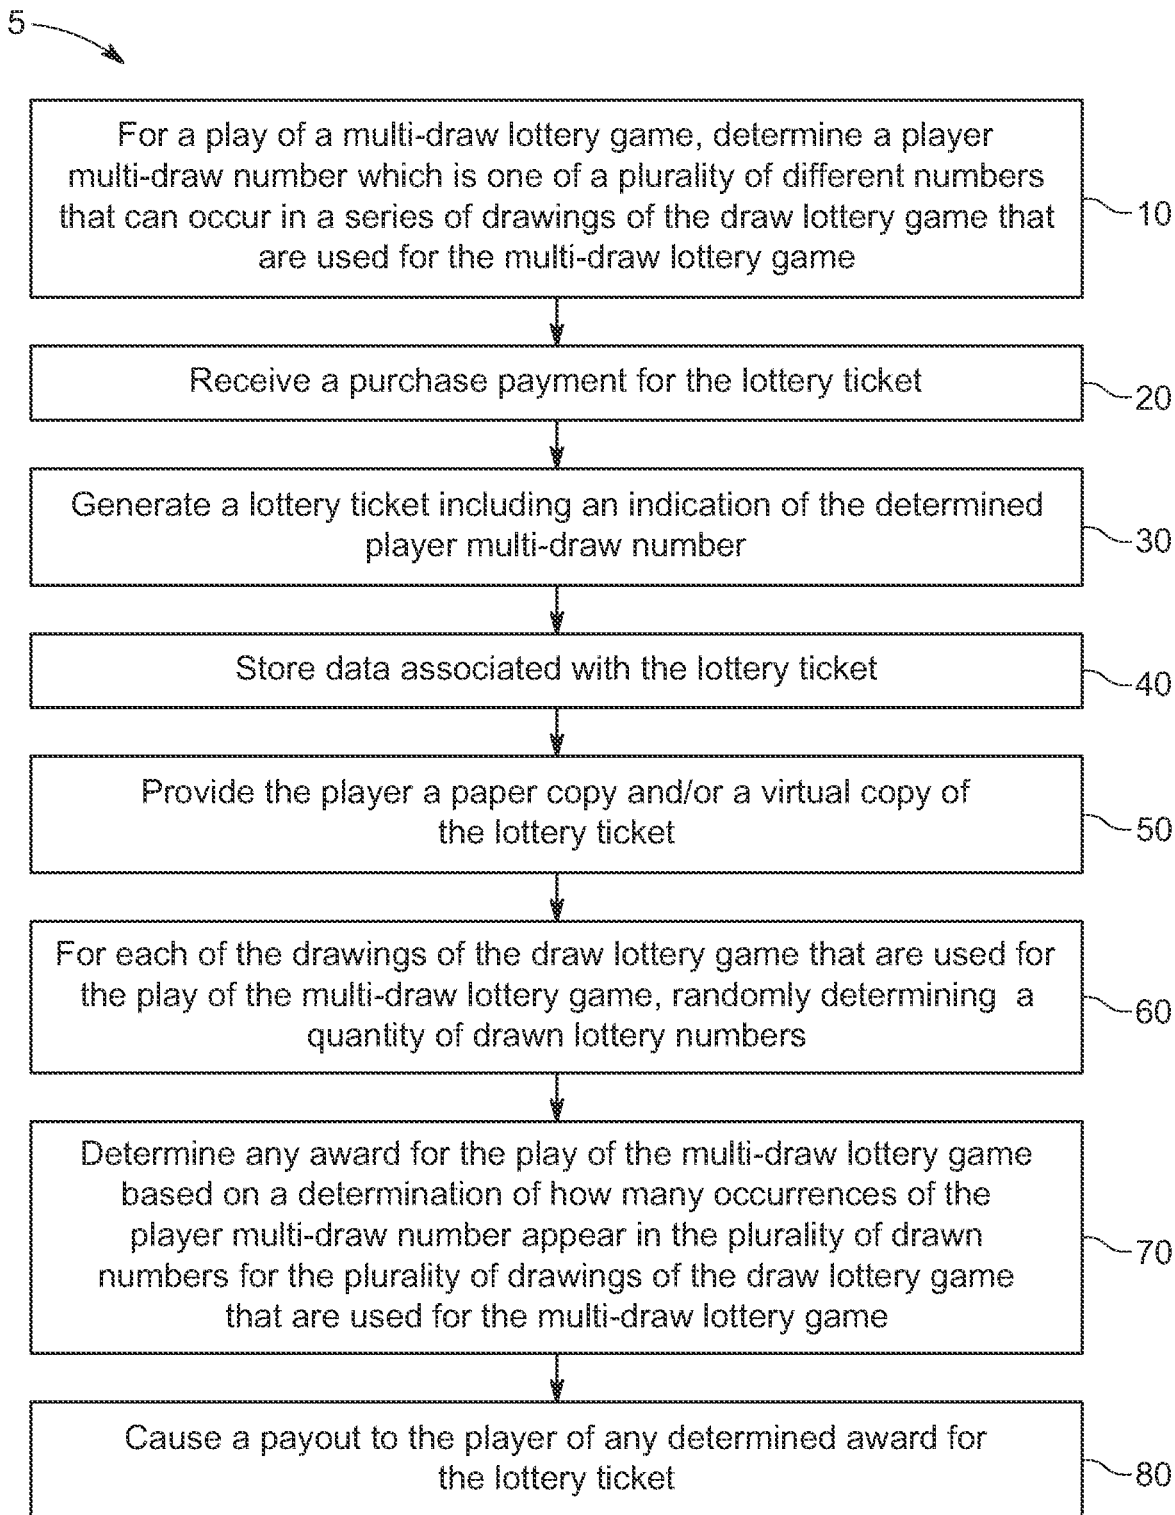 5
For a play of a multi-draw lottery game, determine a player
multi-draw number which is one of a plurality of different numbers
that can occur in a series of drawings of the draw lottery game that
are used for the multi-draw lottery game
10
Receive a purchase payment for the lottery ticket
20
Generate a lottery ticket including an indication of the determined
player multi-draw number
30
Store data associated with the lottery ticket
40
Provide the player a paper copy and/or a virtual copy of
the lottery ticket
50
For each of the drawings of the draw lottery game that are used for
the play of the multi-draw lottery game, randomly determining a
quantity of drawn lottery numbers
60
Determine any award for the play of the multi-draw lottery game
based on a determination of how many occurrences of the
player multi-draw number appear in the plurality of drawn
numbers for the plurality of drawings of the draw lottery game
that are used for the multi-draw lottery game
70
Cause a payout to the player of any determined award for
the lottery ticket
80